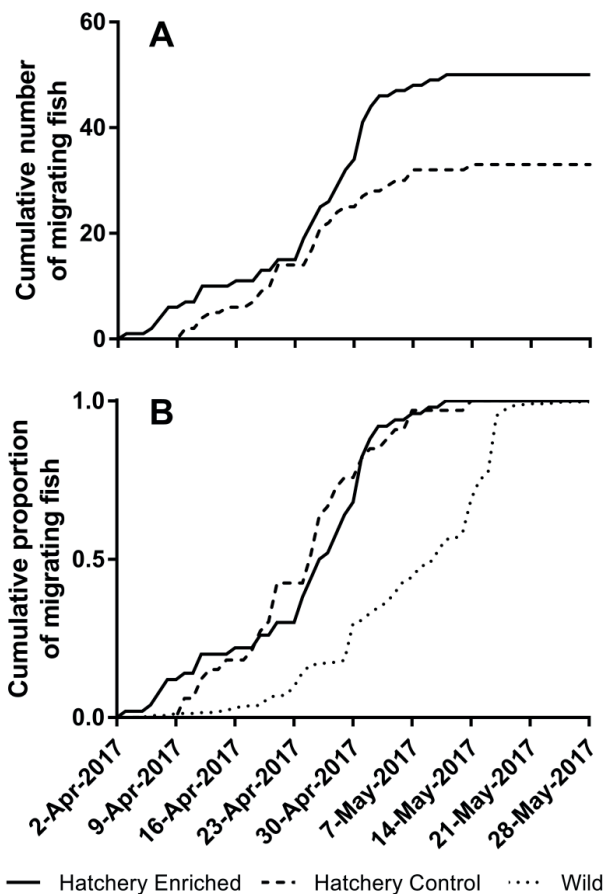 A
60
40
20
0
Cumulative number
of migrating fish
B
1.0
0.5
0.0
Cumulative proportion
of migrating fish
2-Apr-2017
9-Apr-2017
16-Apr-2017
23-Apr-2017
30-Apr-2017
7-May-2017
14-May-2017
21-May-2017
28-May-2017
Hatchery Enriched
Hatchery Control
Wild